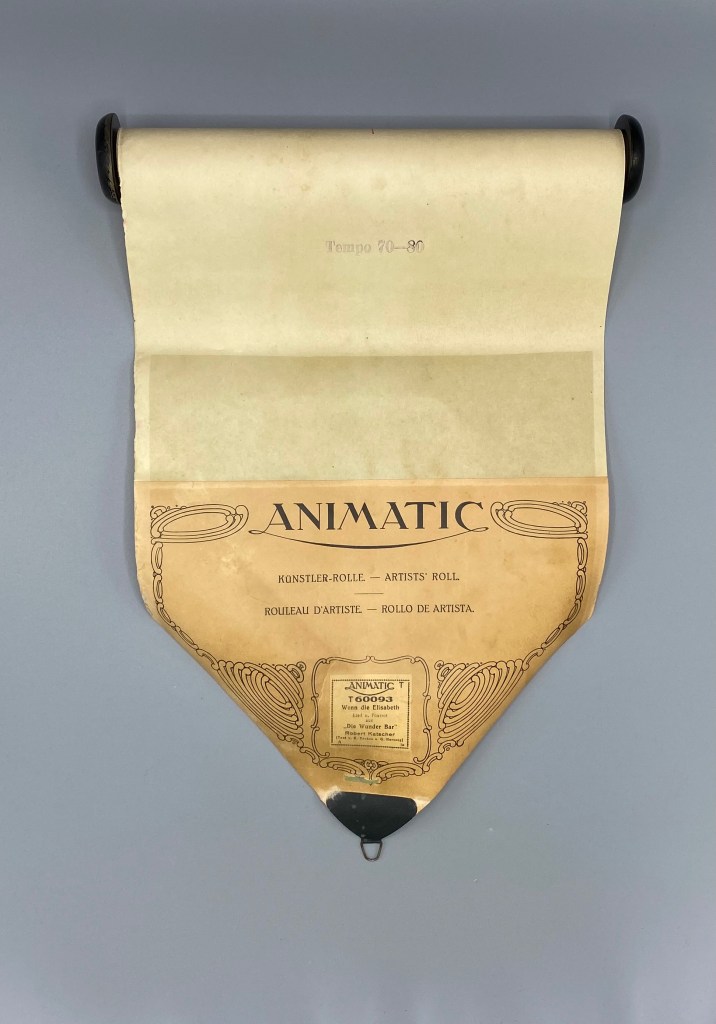 Tempo 70—80
ANIMATIC
KÜNSTLER-ROLLE. — ARTISTS' ROLL.
ROULEAU D'ARTISTE. — ROLLO DE ARTISTA.
ANIMATIC T
T 60093
Wenn die Elisabeth
aus
„Die Wunder Bar"
Robert Katscher